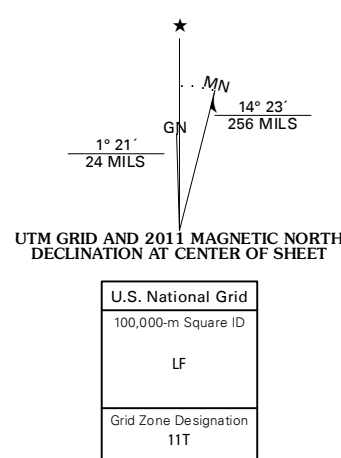 ★
MN
14° 23´
256 MILS
GN
1° 21´
24 MILS
UTM GRID AND 2011 MAGNETIC NORTH
DECLINATION AT CENTER OF SHEET
U.S. National Grid
100,000-m Square ID
LF
Grid Zone Designation
11T